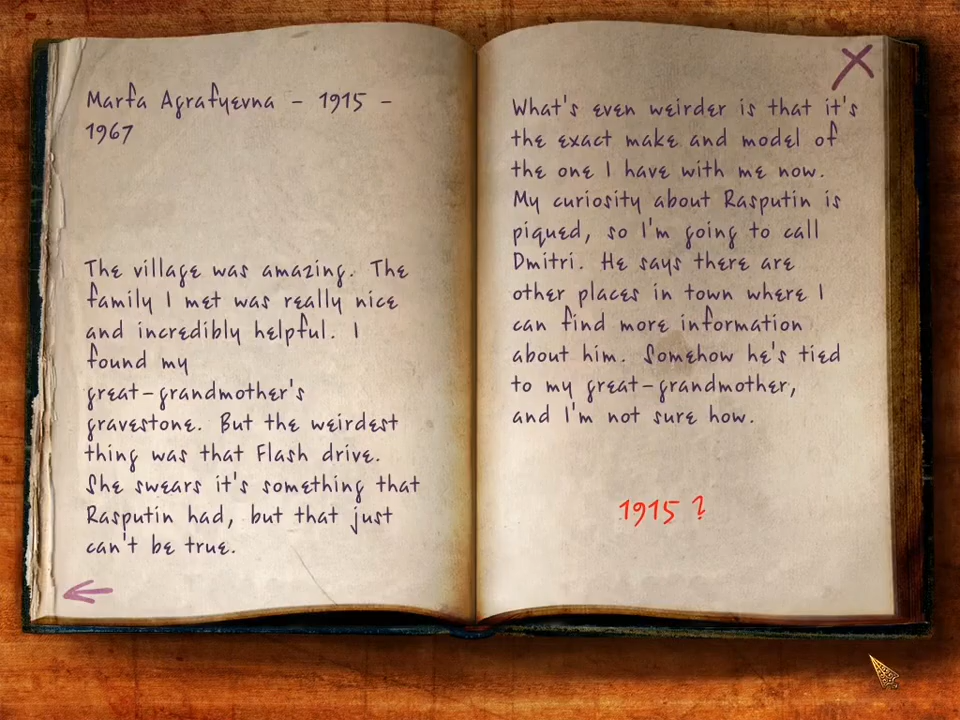 Marfa Agrafyevna - 1915 -
1967
The village was amazing. The
family I met was really nice
and incredibly helpful. I
found my
great-grandmother's
gravestone. But the weirdest
thing was that Flash drive.
She swears it's something that
Rasputin had, but that just
can't be true.
What's even weirder is that it's
the exact make and model of
the one I have with me now.
My curiosity about Rasputin is
piqued, so I'm going to call
Dmitri. He says there are
other places in town where I
can find more information
about him. Somehow he's tied
to my great-grandmother,
and I'm not sure how.
1915 ?